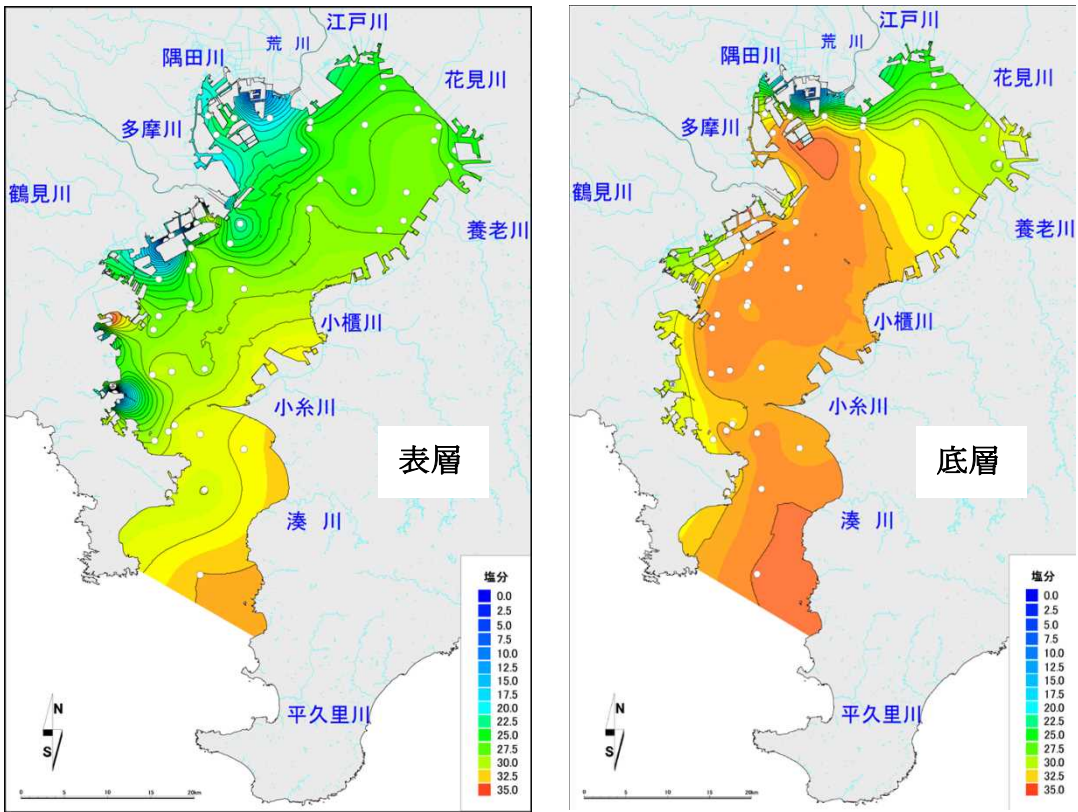 江戸川
荒 川
隅田川
花見川
多摩川
鶴見川
養老川
小櫃川
小糸川
表層
湊 川
塩分
0.0
2.5
5.0
7.5
10.0
12.5
15.0
17.5
20.0
22.5
25.0
27.5
30.0
32.5
35.0
平久里川
N
S
0 10 20km
江戸川
荒 川
隅田川
花見川
多摩川
鶴見川
養老川
小櫃川
小糸川
底層
湊 川
塩分
0.0
2.5
5.0
7.5
10.0
12.5
15.0
17.5
20.0
22.5
25.0
27.5
30.0
32.5
35.0
平久里川
N
S
0 10 20km